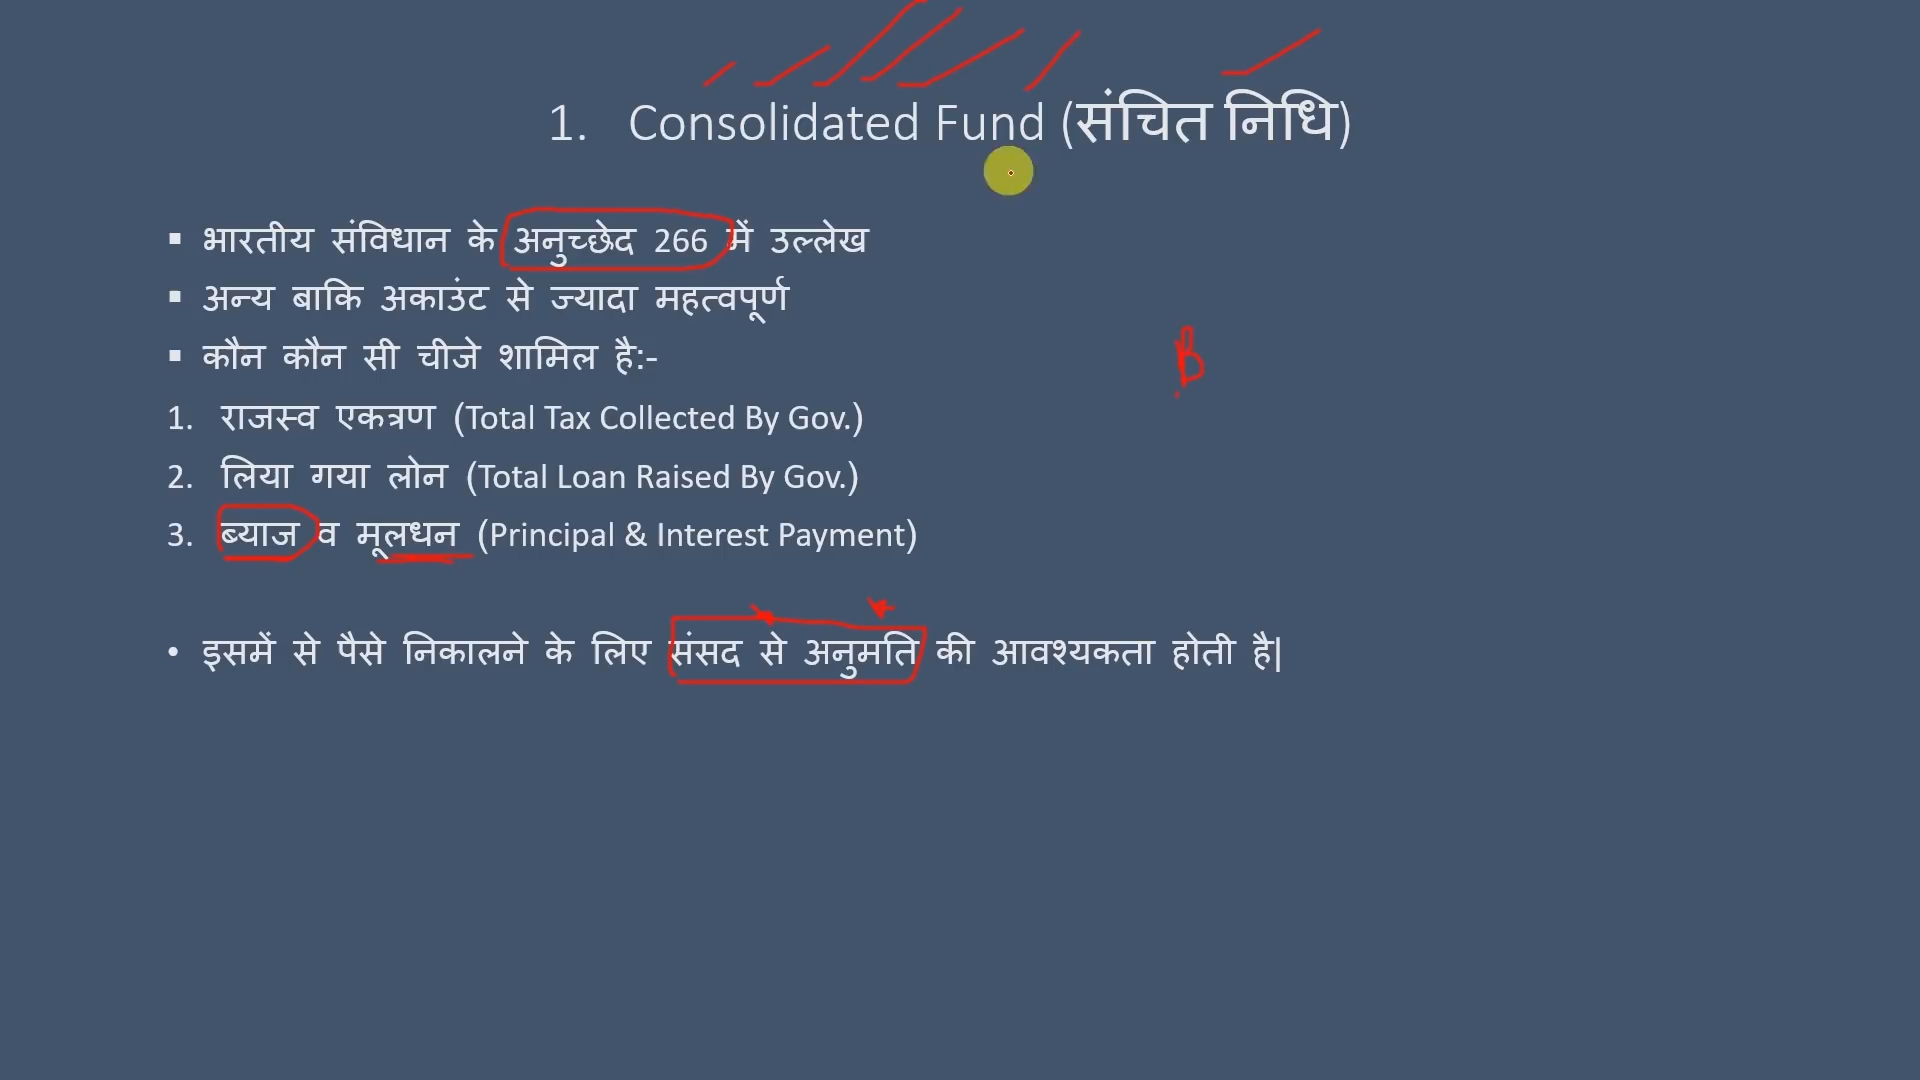 1. Consolidated Fund (संचित निधि)
▪ भारतीय संविधान के अनुच्छेद 266 में उल्लेख
▪ अन्य बाकि अकाउंट से ज्यादा महत्वपूर्ण
▪ कौन कौन सी चीजे शामिल है:-
B
1. राजस्व एकत्रण (Total Tax Collected By Gov.)
2. लिया गया लोन (Total Loan Raised By Gov.)
3. ब्याज व मूलधन (Principal & Interest Payment)
• इसमें से पैसे निकालने के लिए संसद से अनुमति की आवश्यकता होती है|